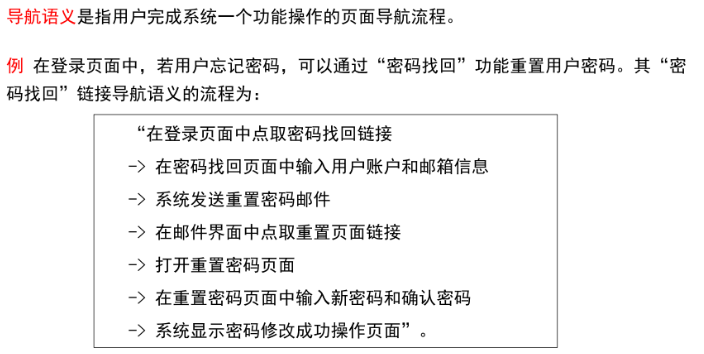 导航语义是指用户完成系统一个功能操作的页面导航流程。
例 在登录页面中，若用户忘记密码，可以通过“密码找回”功能重置用户密码。其“密
码找回”链接导航语义的流程为：
“在登录页面中点取密码找回链接
-> 在密码找回页面中输入用户账户和邮箱信息
-> 系统发送重置密码邮件
-> 在邮件界面中点取重置页面链接
-> 打开重置密码页面
-> 在重置密码页面中输入新密码和确认密码
-> 系统显示密码修改成功操作页面”。